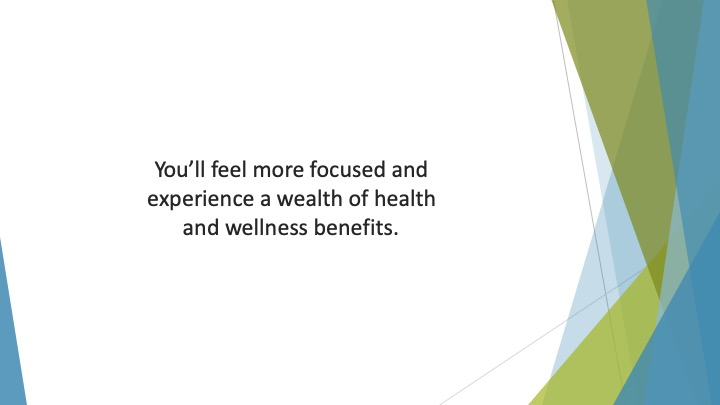 You’ll feel more focused and
experience a wealth of health
and wellness benefits.